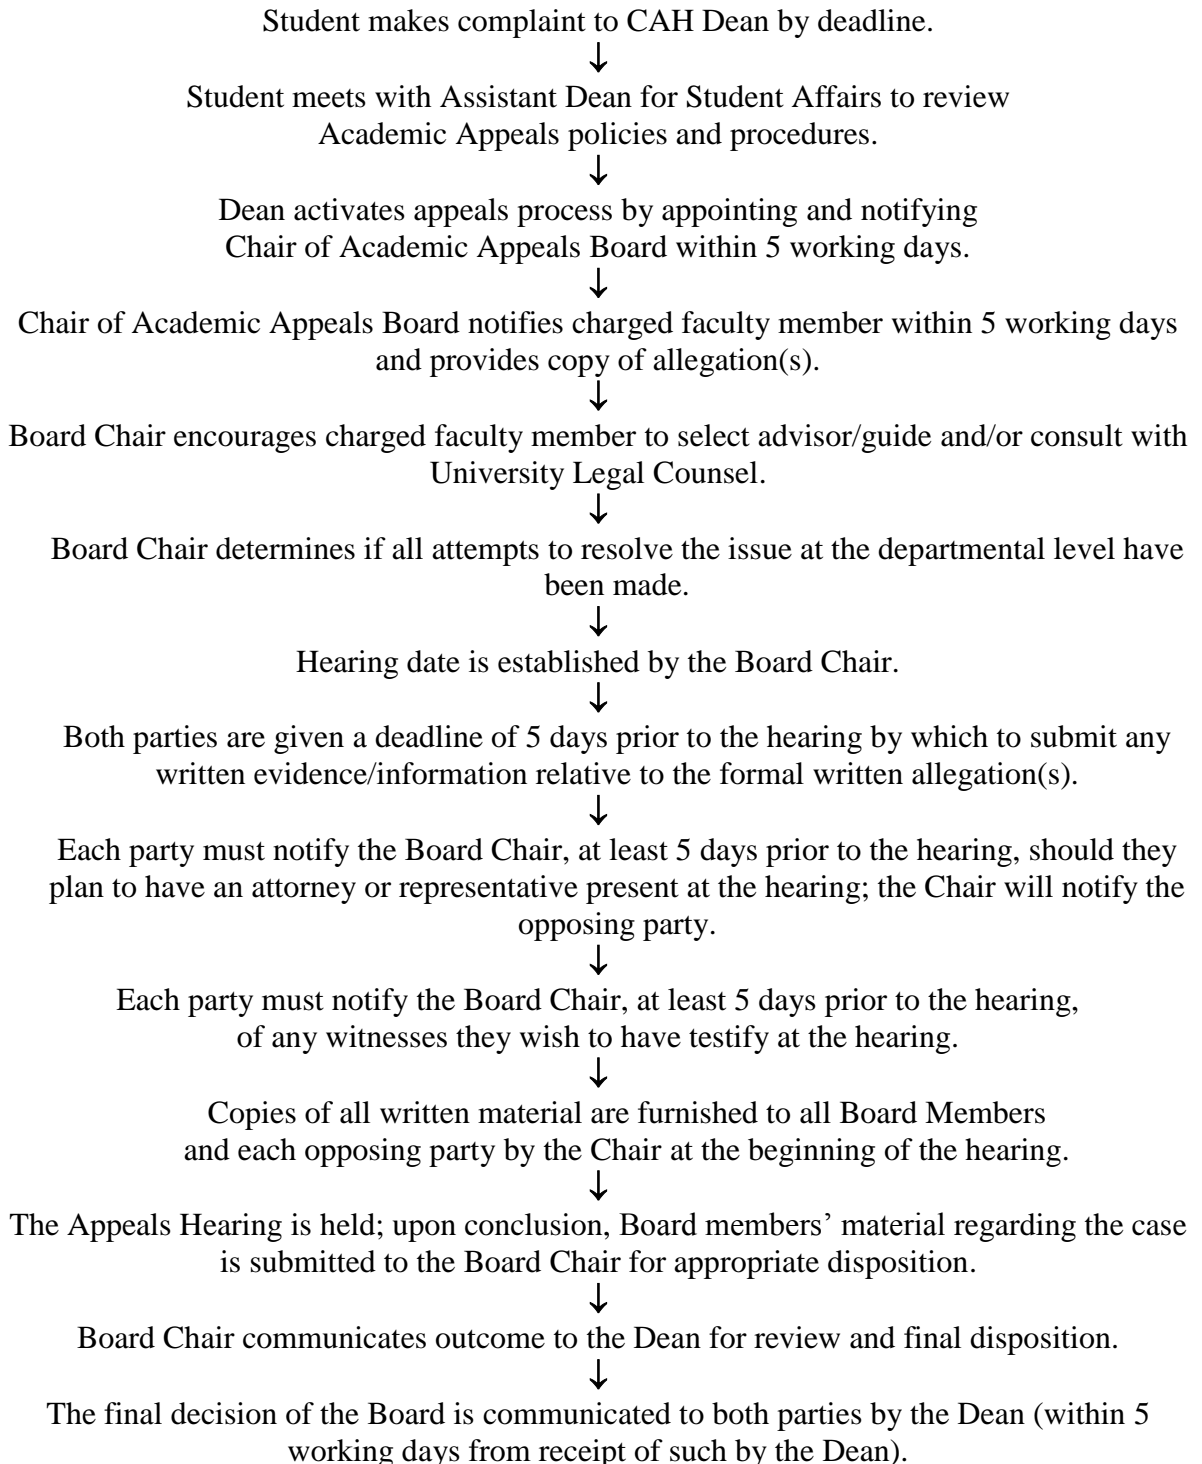 Student makes complaint to CAH Dean by deadline.
↓
Student meets with Assistant Dean for Student Affairs to review
Academic Appeals policies and procedures.
↓
Dean activates appeals process by appointing and notifying
Chair of Academic Appeals Board within 5 working days.
↓
Chair of Academic Appeals Board notifies charged faculty member within 5 working days
and provides copy of allegation(s).
↓
Board Chair encourages charged faculty member to select advisor/guide and/or consult with
University Legal Counsel.
↓
Board Chair determines if all attempts to resolve the issue at the departmental level have
been made.
↓
Hearing date is established by the Board Chair.
↓
Both parties are given a deadline of 5 days prior to the hearing by which to submit any
written evidence/information relative to the formal written allegation(s).
↓
Each party must notify the Board Chair, at least 5 days prior to the hearing, should they
plan to have an attorney or representative present at the hearing; the Chair will notify the
opposing party.
↓
Each party must notify the Board Chair, at least 5 days prior to the hearing,
of any witnesses they wish to have testify at the hearing.
↓
Copies of all written material are furnished to all Board Members
and each opposing party by the Chair at the beginning of the hearing.
↓
The Appeals Hearing is held; upon conclusion, Board members’ material regarding the case
is submitted to the Board Chair for appropriate disposition.
↓
Board Chair communicates outcome to the Dean for review and final disposition.
↓
The final decision of the Board is communicated to both parties by the Dean (within 5
working days from receipt of such by the Dean).